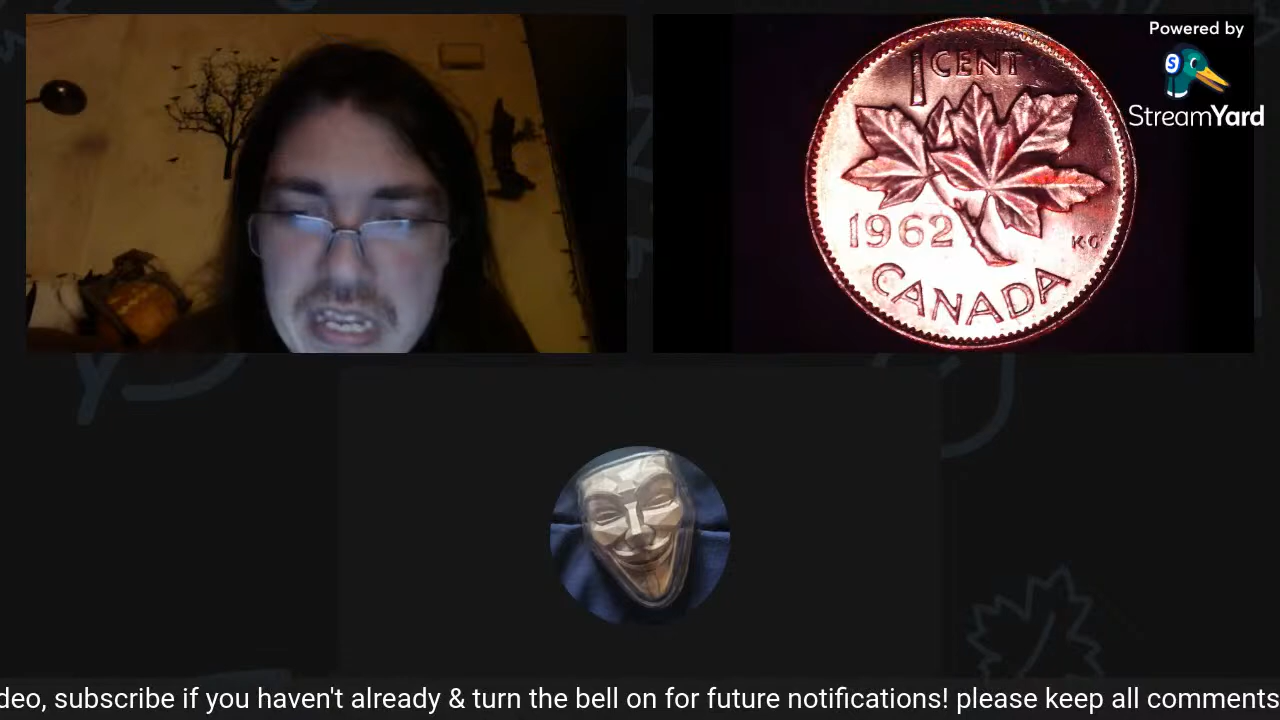 Powered by
S
StreamYard
1 CENT
1962
KG
CANADA
deo, subscribe if you haven't already & turn the bell on for future notifications! please keep all comments